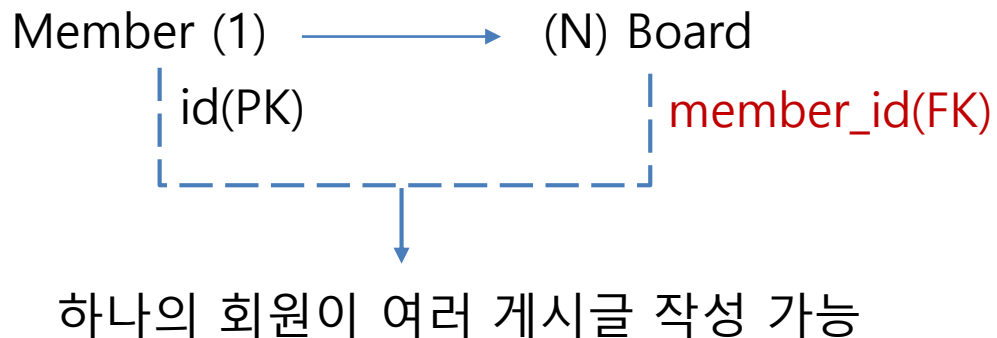 Member (1) (N) Board
id(PK) member_id(FK)
하나의 회원이 여러 게시글 작성 가능